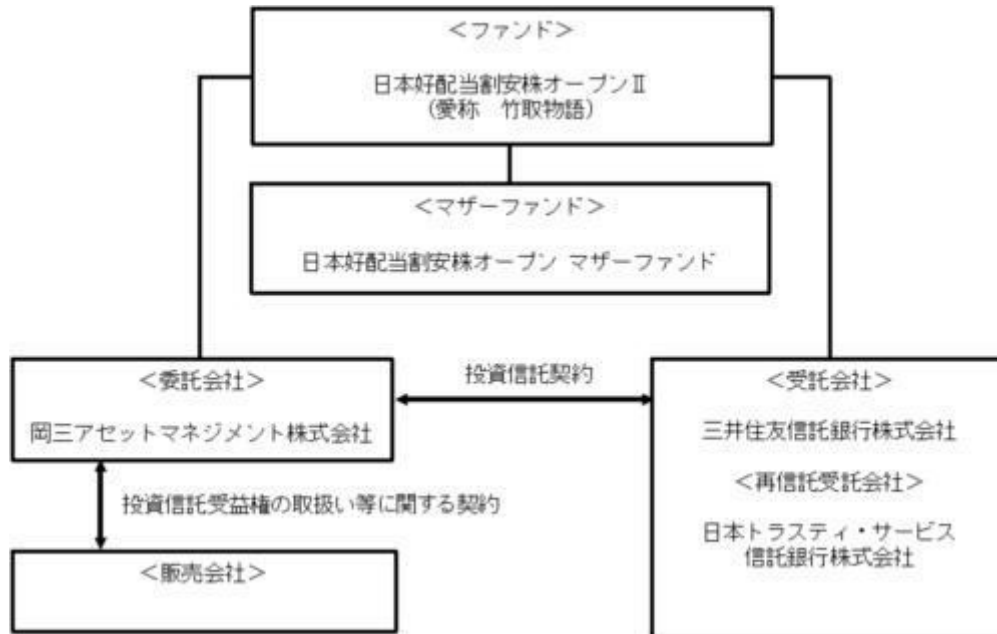 ＜ファンド＞
日本好配当割安株オープンⅡ
（愛称　竹取物語）
＜マザーファンド＞
日本好配当割安株オープン マザーファンド
＜委託会社＞
岡三アセットマネジメント株式会社
投資信託契約
＜受託会社＞
三井住友信託銀行株式会社
＜再信託受託会社＞
日本トラスティ・サービス
信託銀行株式会社
投資信託受益権の取扱い等に関する契約
＜販売会社＞